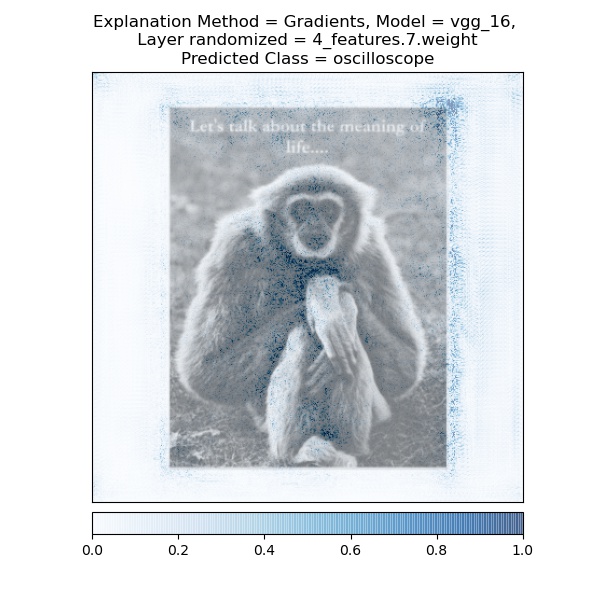 Explanation Method = Gradients, Model = vgg_16,
Layer randomized = 4_features.7.weight
Predicted Class = oscilloscope
Let's talk about the meaning of
life....
0.0 0.2 0.4 0.6 0.8 1.0